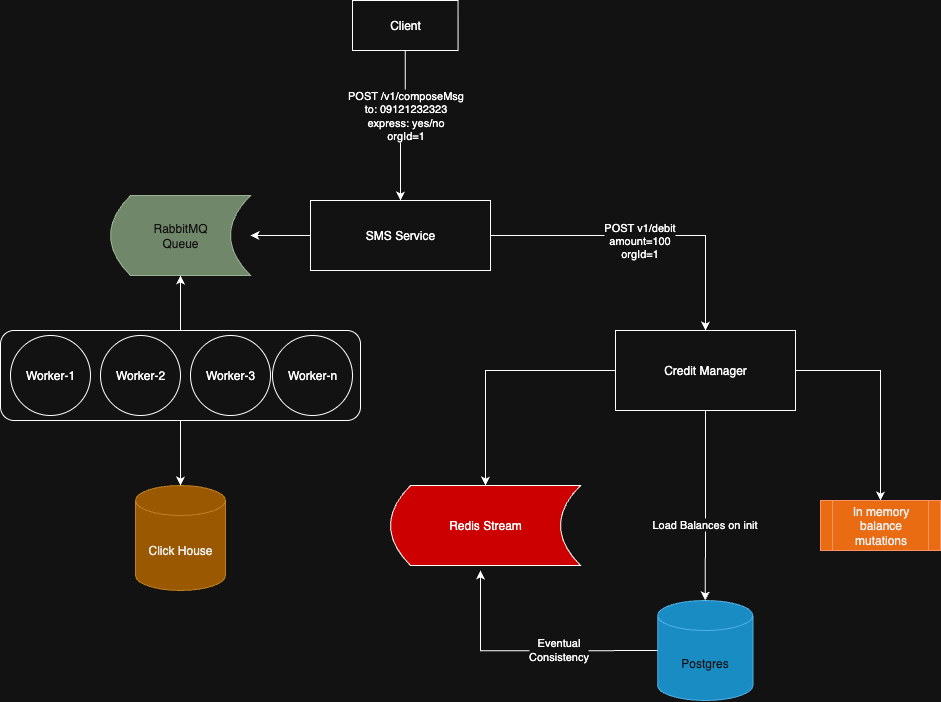 Client
POST /v1/composeMsg
to: 09121232323
express: yes/no
orgId=1
RabbitMQ
Queue
SMS Service
POST v1/debit
amount=100
orgId=1
Worker-1
Worker-2
Worker-3
Worker-n
Credit Manager
Click House
Redis Stream
Load Balances on init
In memory
balance
mutations
Eventual
Consistency
Postgres